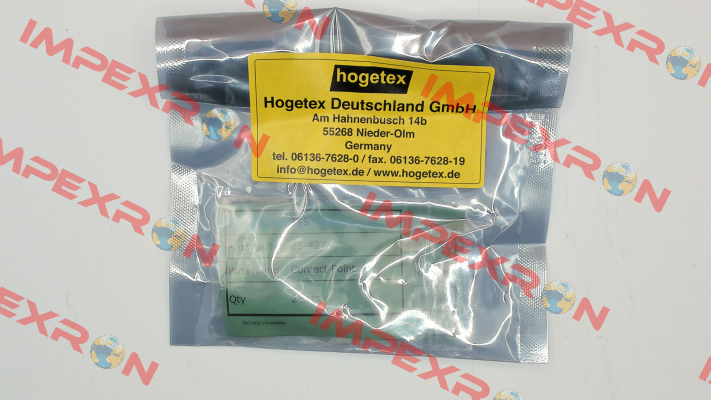 IMPEXRON
hogetex
Hogetex Deutschland GmbH
Am Hahnenbusch 14b
55268 Nieder-Olm
Germany
tel. 06136-7628-0 / fax. 06136-7628-19
info@hogetex.de / www.hogetex.de
Contact Point
Qty